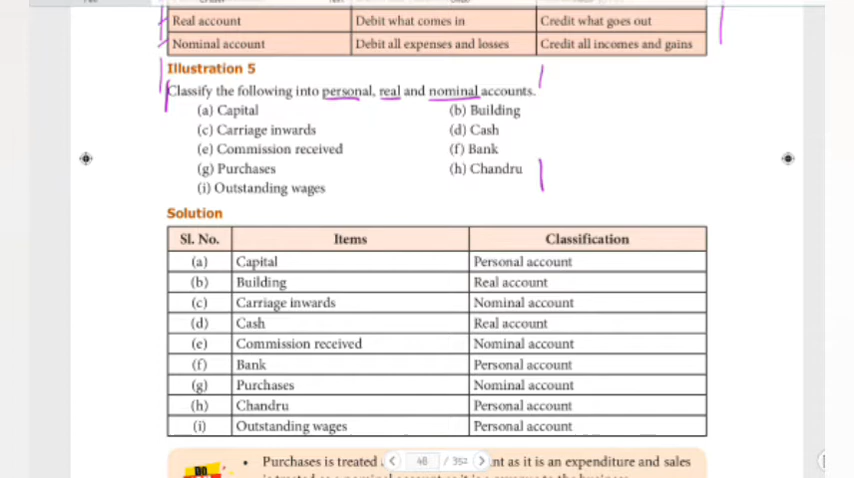 Real account Debit what comes in Credit what goes out
Nominal account Debit all expenses and losses Credit all incomes and gains
Illustration 5
Classify the following into personal, real and nominal accounts.
(a) Capital (b) Building
(c) Carriage inwards (d) Cash
(e) Commission received (f) Bank
(g) Purchases (h) Chandru
(i) Outstanding wages
Solution
Sl. No. Items Classification
(a) Capital Personal account
(b) Building Real account
(c) Carriage inwards Nominal account
(d) Cash Real account
(e) Commission received Nominal account
(f) Bank Personal account
(g) Purchases Nominal account
(h) Chandru Personal account
(i) Outstanding wages Personal account
• Purchases is treated 48 / 352 nt as it is an expenditure and sales